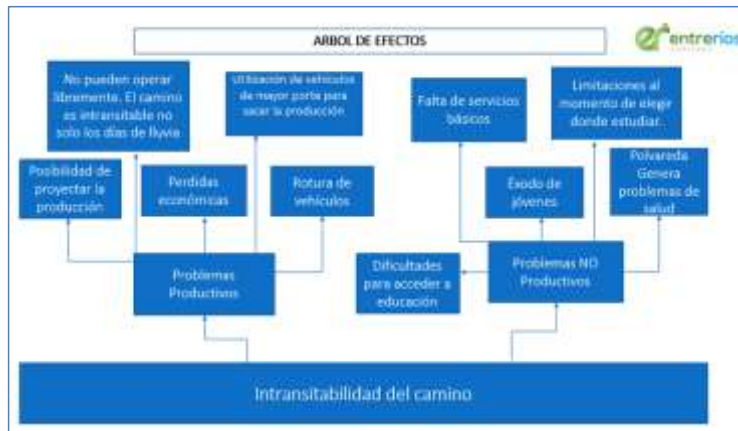 ARBOL DE EFECTOS
entreríos
No pueden operar
libremente. El camino
es intransitable no
solo los días de lluvia
Utilización de vehículos
de mayor porte para
sacar la producción
Falta de servicios
básicos
Limitaciones al
momento de elegir
donde estudiar.
Posibilidad de
proyectar la
producción
Perdidas
económicas
Rotura de
vehículos
Éxodo de
jóvenes
Polvareda
Genera
problemas de
salud
Problemas
Productivos
Dificultades
para acceder a
educación
Problemas NO
Productivos
Intransitabilidad del camino